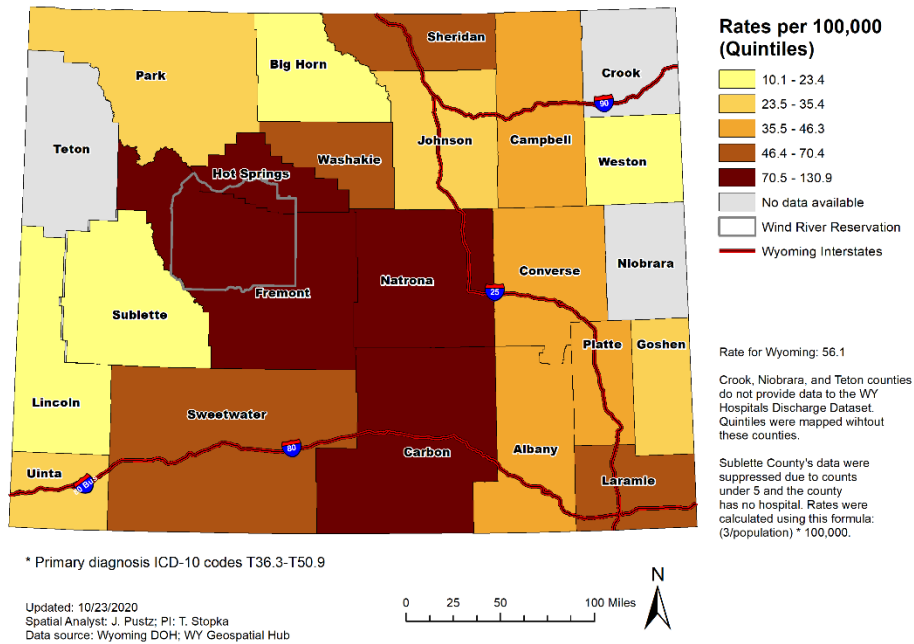 Sheridan
Big Horn
Park
Crook
90
Johnson
Campbell
Teton
Washakie
Weston
Hot Springs
Natrona
Converse
Niobrara
Fremont
25
Sublette
Platte
Goshen
Lincoln
Sweetwater
80
Carbon
Albany
Uinta
Laramie
Rates per 100,000
(Quintiles)
10.1 - 23.4
23.5 - 35.4
35.5 - 46.3
46.4 - 70.4
70.5 - 130.9
No data available
Wind River Reservation
Wyoming Interstates
Rate for Wyoming: 56.1
Crook, Niobrara, and Teton counties
do not provide data to the WY
Hospitals Discharge Dataset.
Quintiles were mapped wihtout
these counties.
Sublette County's data were
suppressed due to counts
under 5 and the county
has no hospital. Rates were
calculated using this formula:
(3/population) * 100,000.
* Primary diagnosis ICD-10 codes T36.3-T50.9
Updated: 10/23/2020
Spatial Analyst: J. Pustz; PI: T. Stopka
Data source: Wyoming DOH; WY Geospatial Hub
0 25 50 100 Miles
N